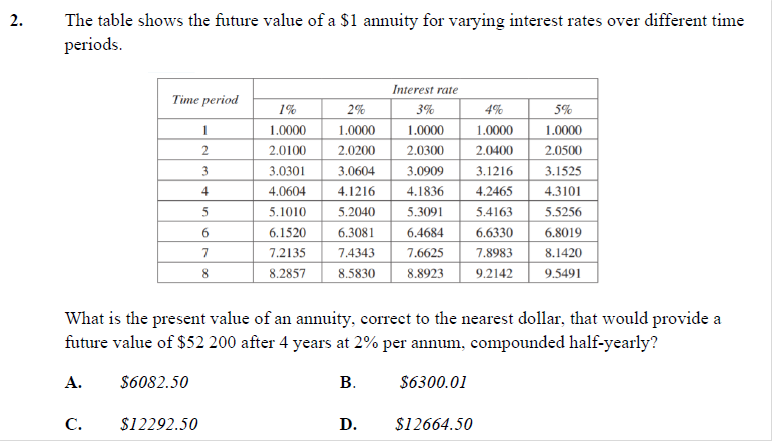 2. The table shows the future value of a $1 annuity for varying interest rates over different time
periods.
Interest rate
Time period
1% 2% 3% 4% 5%
1 1.0000 1.0000 1.0000 1.0000 1.0000
2 2.0100 2.0200 2.0300 2.0400 2.0500
3 3.0301 3.0604 3.0909 3.1216 3.1525
4 4.0604 4.1216 4.1836 4.2465 4.3101
5 5.1010 5.2040 5.3091 5.4163 5.5256
6 6.1520 6.3081 6.4684 6.6330 6.8019
7 7.2135 7.4343 7.6625 7.8983 8.1420
8 8.2857 8.5830 8.8923 9.2142 9.5491
What is the present value of an annuity, correct to the nearest dollar, that would provide a
future value of $52 200 after 4 years at 2% per annum, compounded half-yearly?
A. $6082.50 B. $6300.01
C. $12292.50 D. $12664.50